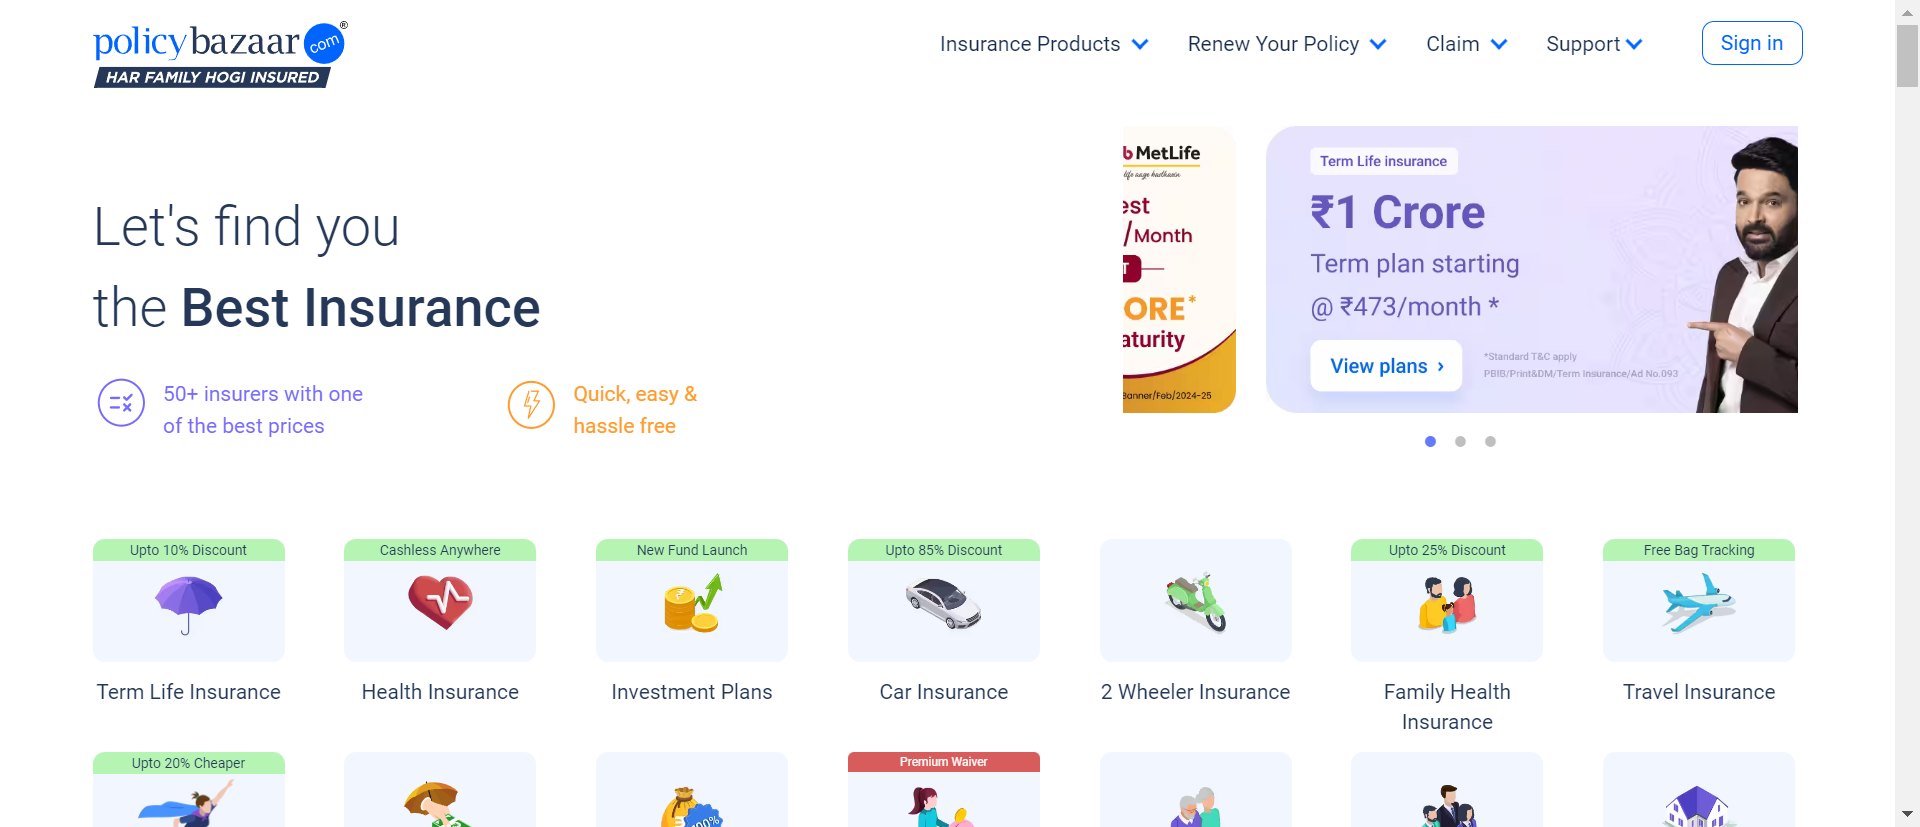 policybazaar com ®
HAR FAMILY HOGI INSURED
Insurance Products
Renew Your Policy
Claim
Support
Sign in
Let's find you
the Best Insurance
50+ insurers with one
of the best prices
Quick, easy &
hassle free
b MetLife
est
/Month
T
ORE*
aturity
Banner/Feb/2024-25
Term Life insurance
₹1 Crore
Term plan starting
@ ₹473/month *
View plans ›
*Standard T&C apply
PBIB/Print&DM/Term Insurance/Ad No.093
Upto 10% Discount
Cashless Anywhere
New Fund Launch
Upto 85% Discount
Upto 25% Discount
Free Bag Tracking
Term Life Insurance
Health Insurance
Investment Plans
Car Insurance
2 Wheeler Insurance
Family Health
Insurance
Travel Insurance
Upto 20% Cheaper
Premium Waiver
100%